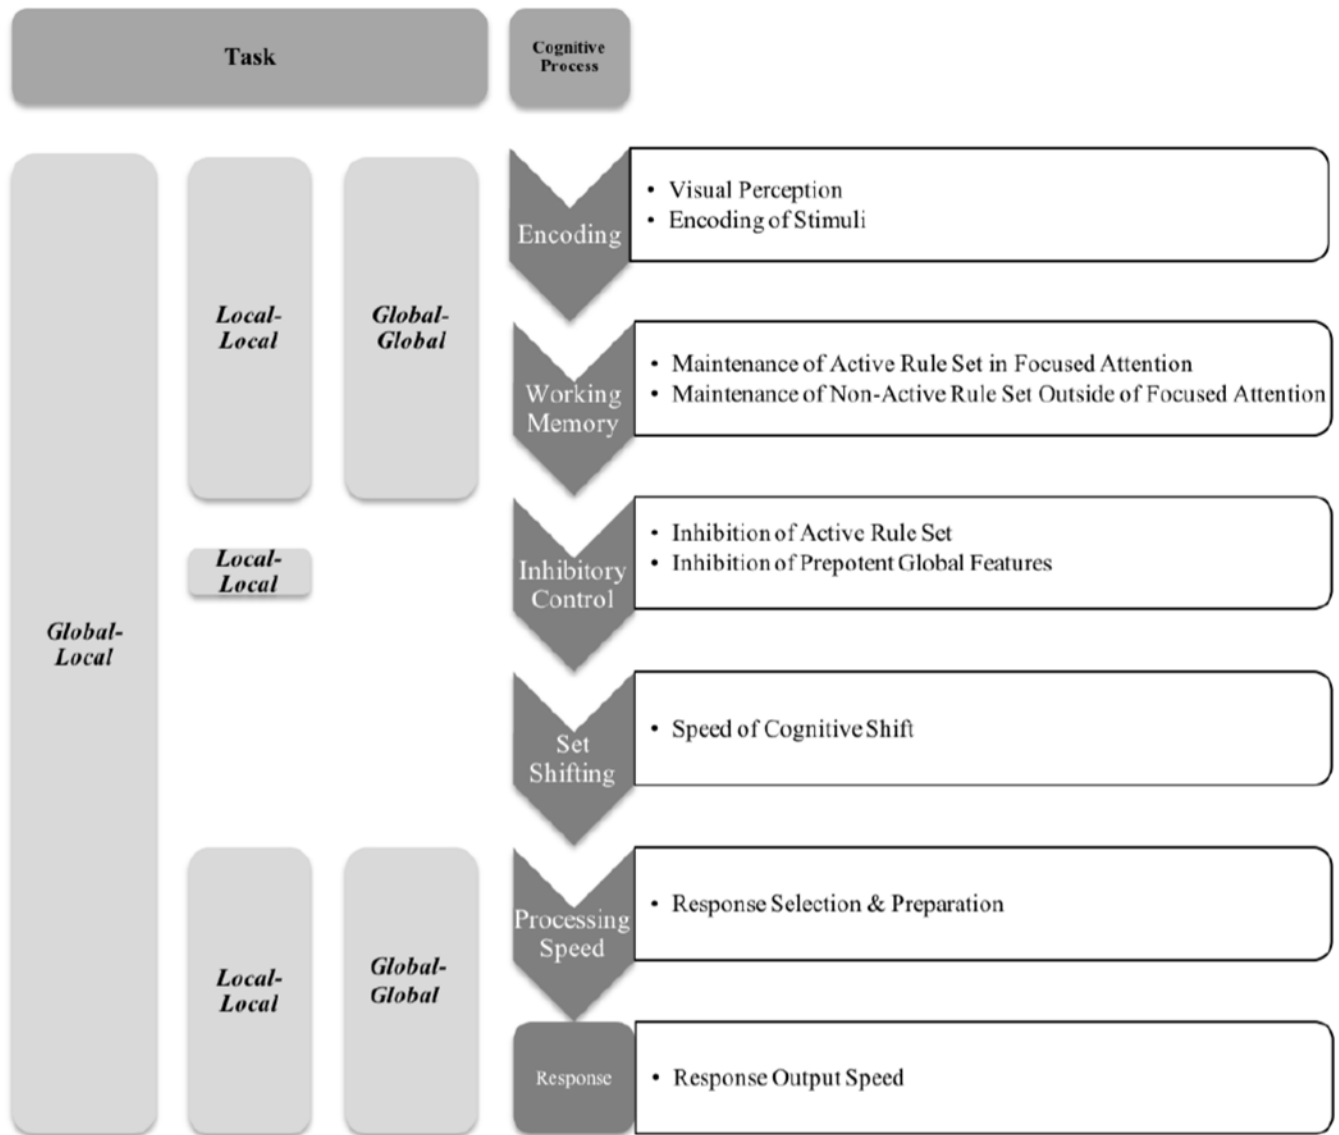 Task
Cognitive
Process
• Visual Perception
• Encoding of Stimuli
Encoding
Local-
Local
Global-
Global
• Maintenance of Active Rule Set in Focused Attention
• Maintenance of Non-Active Rule Set Outside of Focused Attention
Working
Memory
Local-
Local
• Inhibition of Active Rule Set
• Inhibition of Prepotent Global Features
Inhibitory
Control
Global-
Local
• Speed of Cognitive Shift
Set
Shifting
• Response Selection & Preparation
Processing
Speed
Local-
Local
Global-
Global
Response
• Response Output Speed